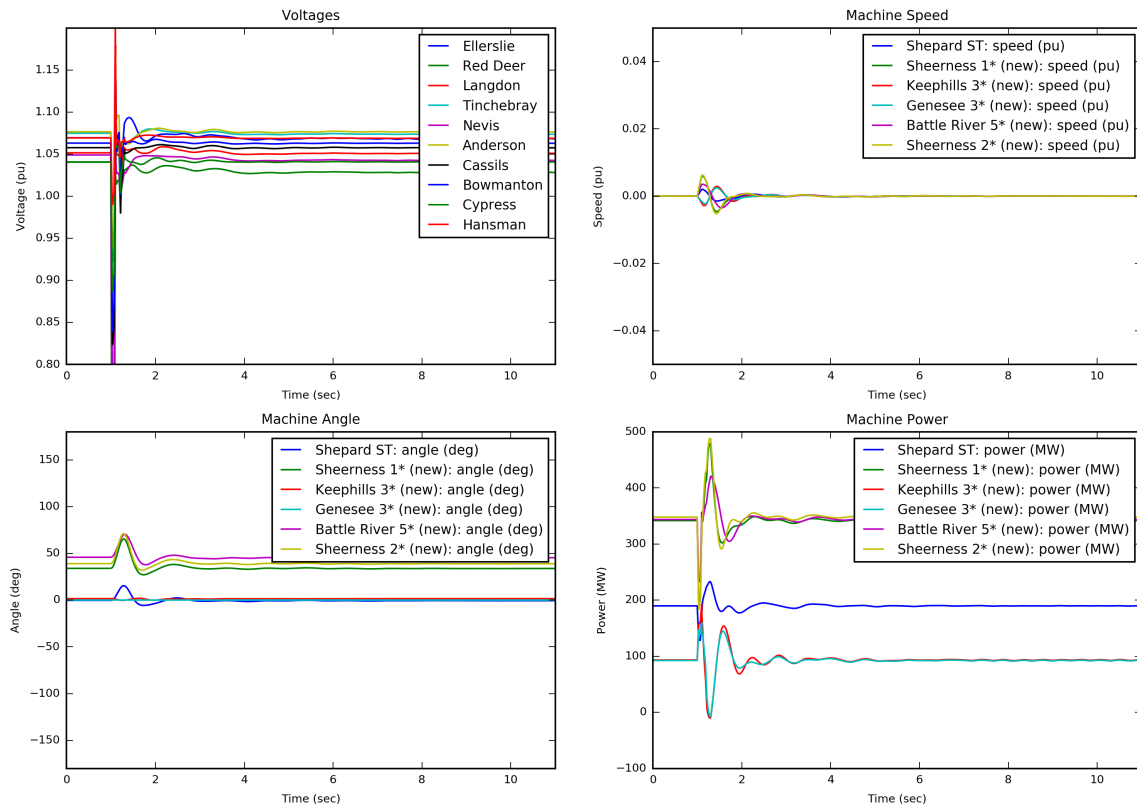 Voltages
1.15
1.10
1.05
1.00
0.95
0.90
0.85
0.80
Voltage (pu)
0 2 4 6 8 10
Time (sec)
Ellerslie
Red Deer
Langdon
Tinchebray
Nevis
Anderson
Cassils
Bowmanton
Cypress
Hansman
Machine Speed
0.04
0.02
0.00
−0.02
−0.04
Speed (pu)
0 2 4 6 8 10
Time (sec)
Shepard ST: speed (pu)
Sheerness 1* (new): speed (pu)
Keephills 3* (new): speed (pu)
Genesee 3* (new): speed (pu)
Battle River 5* (new): speed (pu)
Sheerness 2* (new): speed (pu)
Machine Angle
150
100
50
0
−50
−100
−150
Angle (deg)
0 2 4 6 8 10
Time (sec)
Shepard ST: angle (deg)
Sheerness 1* (new): angle (deg)
Keephills 3* (new): angle (deg)
Genesee 3* (new): angle (deg)
Battle River 5* (new): angle (deg)
Sheerness 2* (new): angle (deg)
Machine Power
500
400
300
200
100
0
−100
Power (MW)
0 2 4 6 8 10
Time (sec)
Shepard ST: power (MW)
Sheerness 1* (new): power (MW)
Keephills 3* (new): power (MW)
Genesee 3* (new): power (MW)
Battle River 5* (new): power (MW)
Sheerness 2* (new): power (MW)